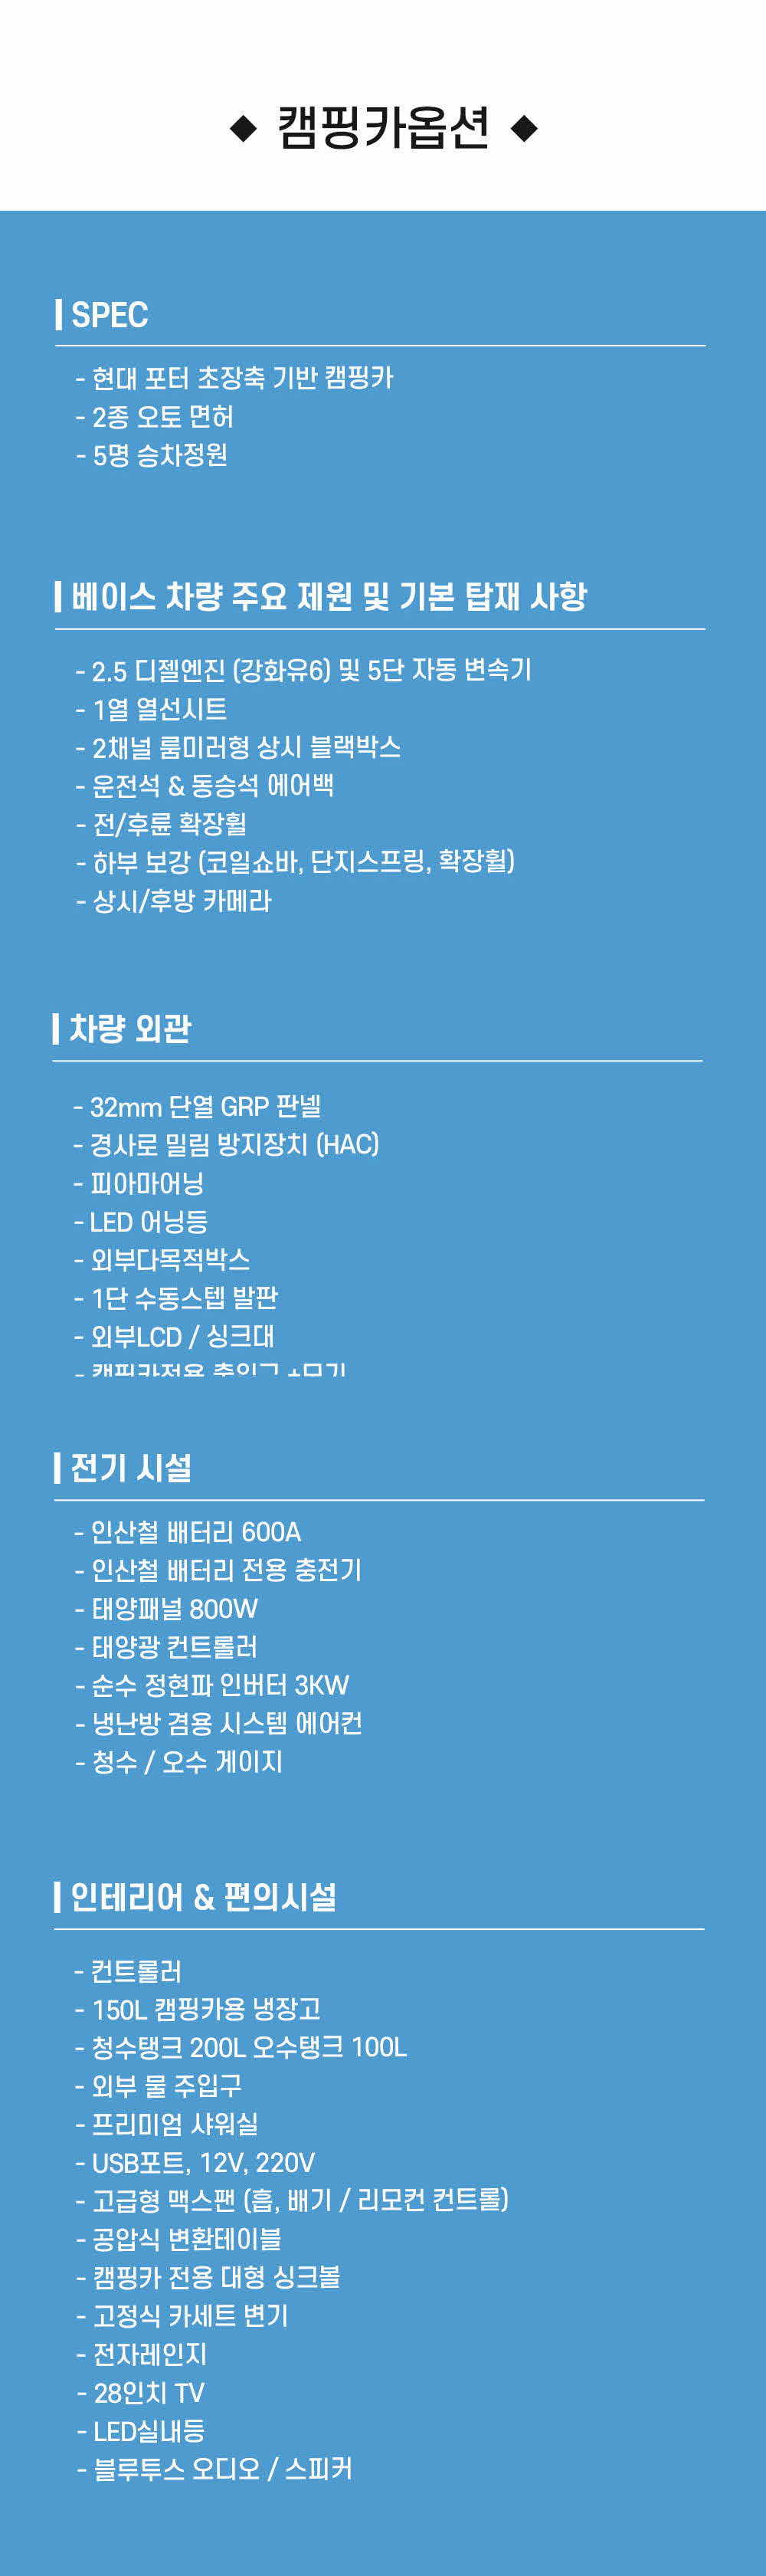 ◆ 캠핑카옵션 ◆
SPEC
- 현대 포터 초장축 기반 캠핑카
- 2종 오토 면허
- 5명 승차정원
베이스 차량 주요 제원 및 기본 탑재 사항
- 2.5 디젤엔진 (강화유6) 및 5단 자동 변속기
- 1열 열선시트
- 2채널 룸미러형 상시 블랙박스
- 운전석 & 동승석 에어백
- 전/후륜 확장휠
- 하부 보강 (코일쇼바, 단지스프링, 확장휠)
- 상시/후방 카메라
차량 외관
- 32mm 단열 GRP 판넬
- 경사로 밀림 방지장치 (HAC)
- 피아마어닝
- LED 어닝등
- 외부다목적박스
- 1단 수동스텝 발판
- 외부LCD / 싱크대
- 캠핑카전용
전기 시설
- 인산철 배터리 600A
- 인산철 배터리 전용 충전기
- 태양패널 800W
- 태양광 컨트롤러
- 순수 정현파 인버터 3KW
- 냉난방 겸용 시스템 에어컨
- 청수 / 오수 게이지
인테리어 & 편의시설
- 컨트롤러
- 150L 캠핑카용 냉장고
- 청수탱크 200L 오수탱크 100L
- 외부 물 주입구
- 프리미엄 샤워실
- USB포트, 12V, 220V
- 고급형 맥스팬 (흡, 배기 / 리모컨 컨트롤)
- 공압식 변환테이블
- 캠핑카 전용 대형 싱크볼
- 고정식 카세트 변기
- 전자레인지
- 28인치 TV
- LED실내등
- 블루투스 오디오 / 스피커